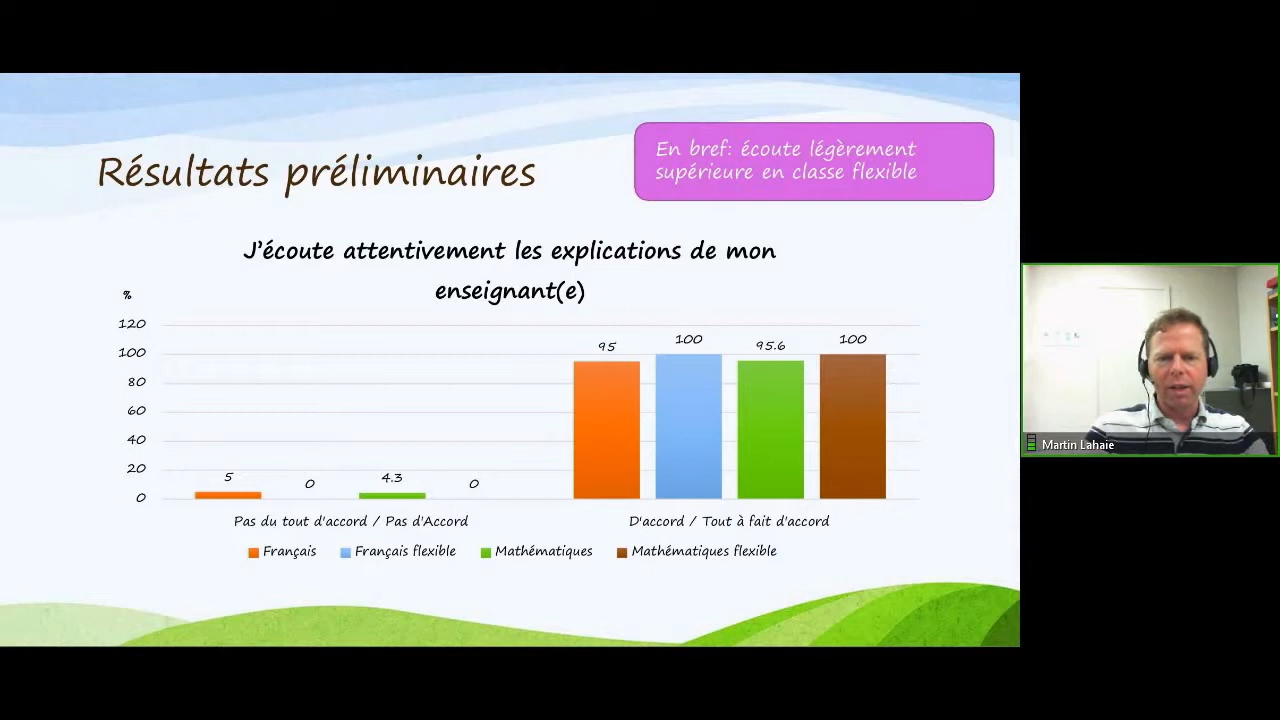 Résultats préliminaires
En bref: écoute légèrement
supérieure en classe flexible
J'écoute attentivement les explications de mon
enseignant(e)
%
120
100
80
60
40
20
0
5
0
4.3
0
95
100
95.6
100
Pas du tout d'accord / Pas d'Accord
D'accord / Tout à fait d'accord
Français
Français flexible
Mathématiques
Mathématiques flexible
Martin Lahaie